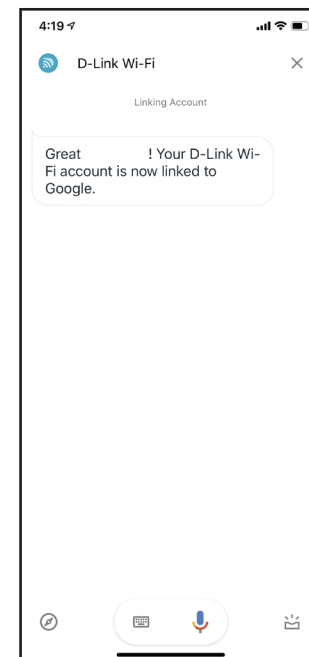 4:19
D-Link Wi-Fi
Linking Account
Great ! Your D-Link Wi-
Fi account is now linked to
Google.